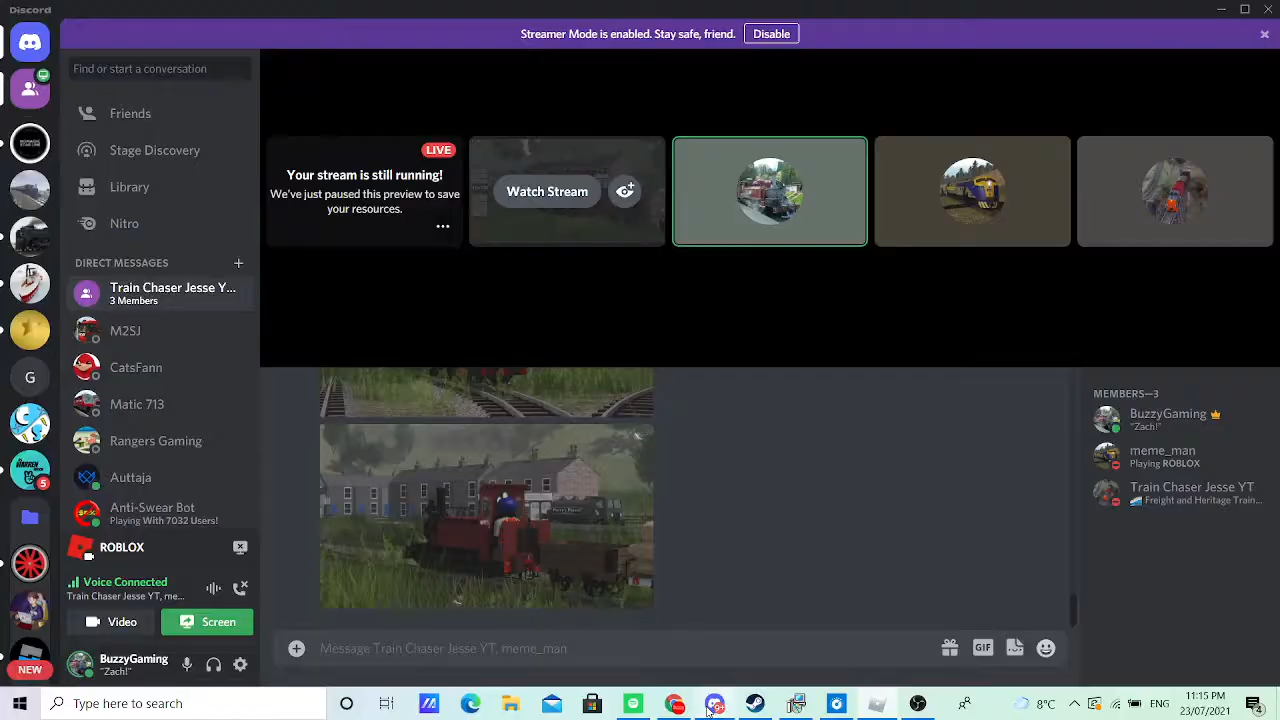 Discord
Streamer Mode is enabled. Stay safe, friend.
Disable
Find or start a conversation
Friends
Stage Discovery
Library
Nitro
DIRECT MESSAGES
Train Chaser Jesse Y...
3 Members
M2SJ
CatsFann
Matic 713
Rangers Gaming
Auttaja
Anti-Swear Bot
Playing With 7032 Users!
ROBLOX
Voice Connected
Train Chaser Jesse YT, me...
Video
Screen
BuzzyGaming
"Zach!"
G
5
NEW
LIVE
Your stream is still running!
We've just paused this preview to save
your resources.
Watch Stream
MEMBERS—3
BuzzyGaming
"Zach!"
meme_man
Playing ROBLOX
Train Chaser Jesse YT
Freight and Heritage Train...
Message Train Chaser Jesse YT, meme_man
GIF
Type here to search
9+
8°C
11:15 PM
23/07/2021
4